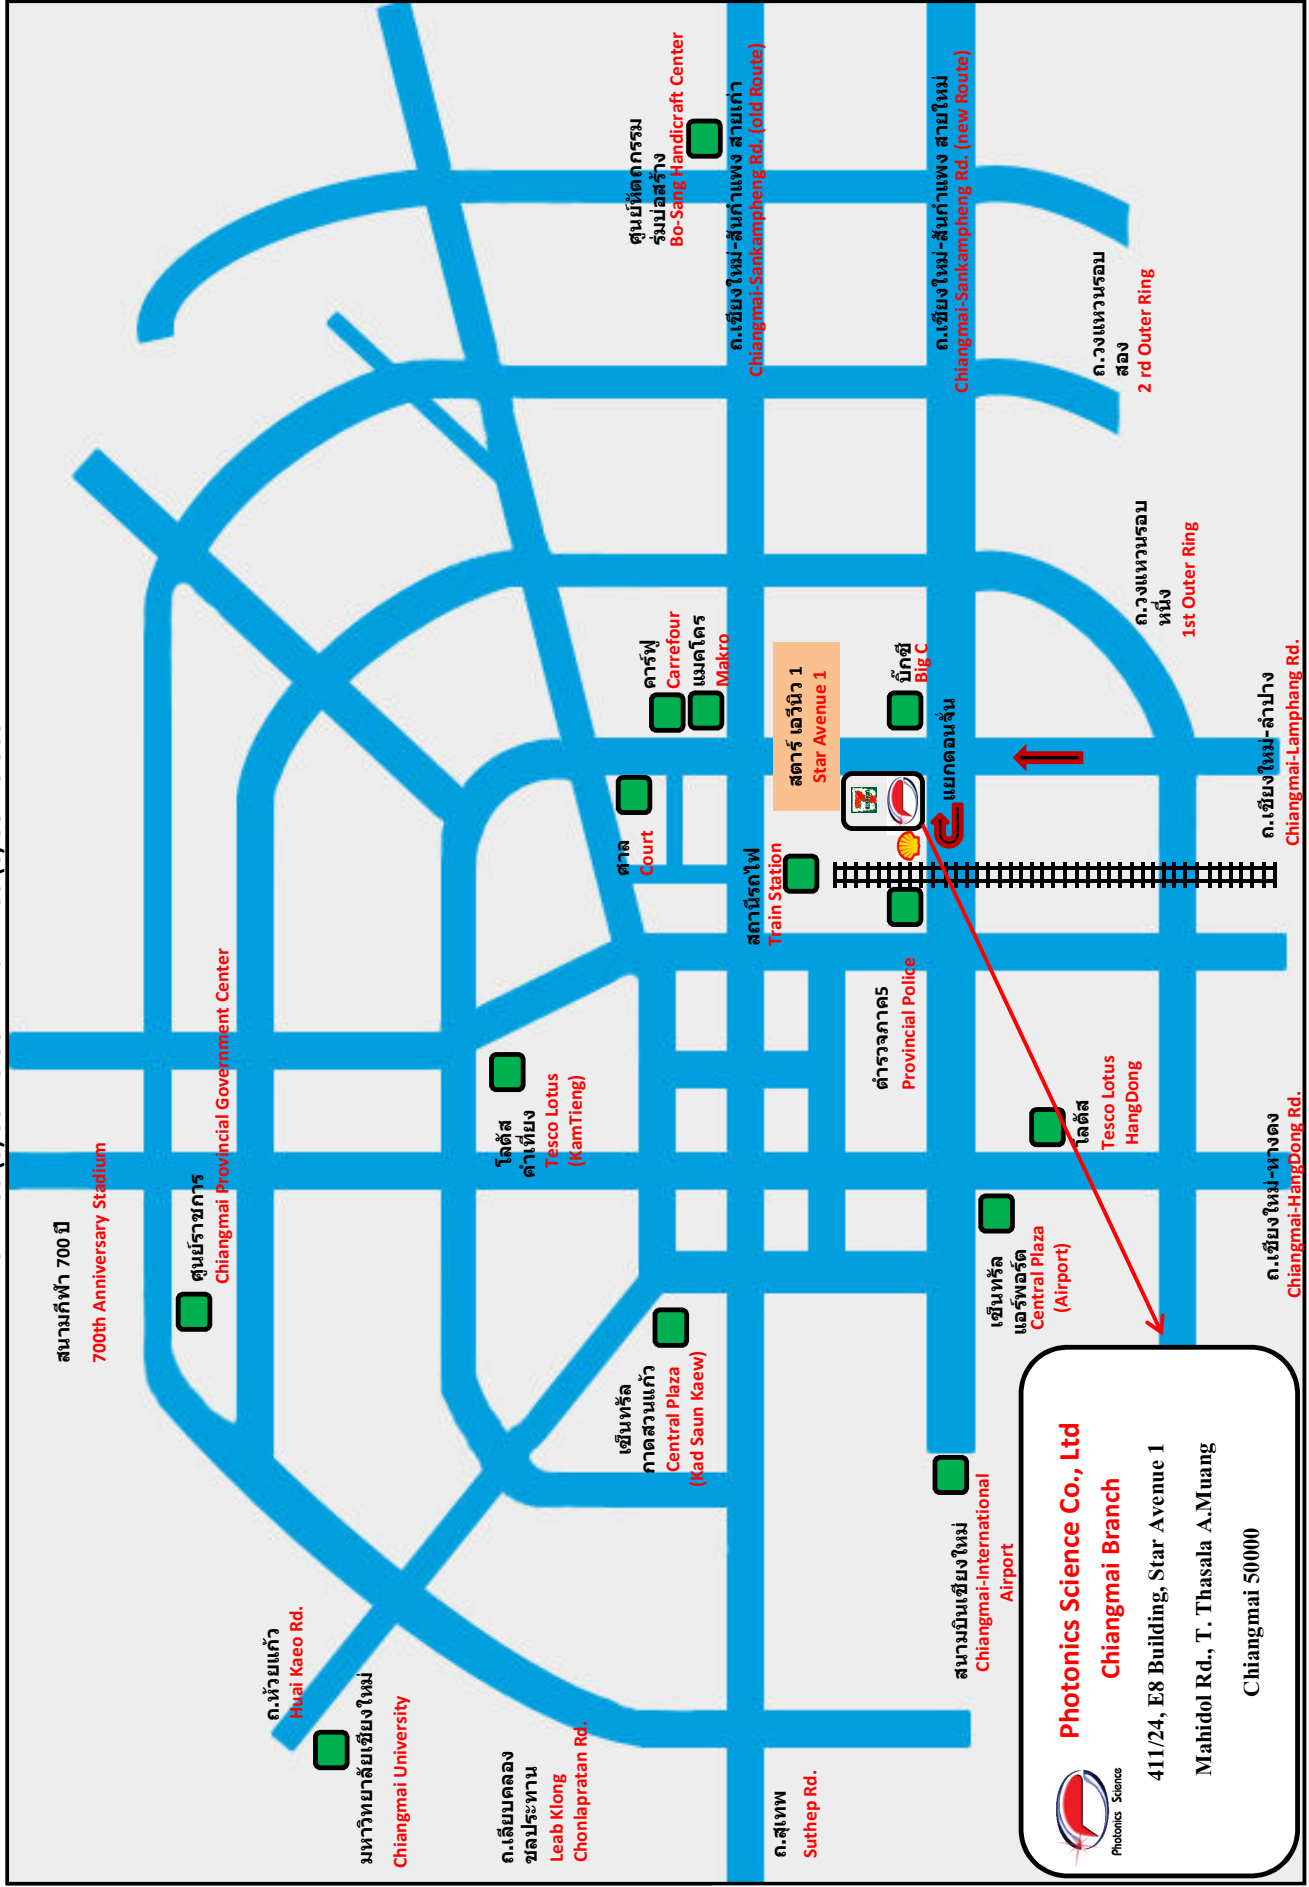 สนามกีฬา 700 ปี
700th Anniversary Stadium
ศูนย์ราชการ
Chiangmai Provincial Government Center
ถ.ห้วยแก้ว
Huai Kaeo Rd.
มหาวิทยาลัยเชียงใหม่
Chiangmai University
ถ.เลียบคลอง
ชลประทาน
Leab Klong
Chonlapratan Rd.
โลตัส
คำเที่ยง
Tesco Lotus
(KamTieng)
เซ็นทรัล
กาดสวนแก้ว
Central Plaza
(Kad Saun Kaew)
ศาล
Court
คาร์ฟู
Carrefour
แมคโคร
Makro
ศูนย์หัตถกรรม
ร่มบ่อสร้าง
Bo-Sang Handicraft Center
ถ.เชียงใหม่-สันกำแพง สายเก่า
Chiangmai-Sankampheng Rd. (old Route)
สถานีรถไฟ
Train Station
สตาร์ เอวีนิว 1
Star Avenue 1
ถ.สุเทพ
Suthep Rd.
ตำรวจภาค5
Provincial Police
7
ELEVEN
บิ๊กซี
Big C
แยกดอนจั่น
ถ.เชียงใหม่-สันกำแพง สายใหม่
Chiangmai-Sankampheng Rd. (new Route)
สนามบินเชียงใหม่
Chiangmai-International
Airport
เซ็นทรัล
แอร์พอร์ต
Central Plaza
(Airport)
โลตัส
Tesco Lotus
HangDong
ถ.วงแหวนรอบ
สอง
2 rd Outer Ring
ถ.วงแหวนรอบ
หนึ่ง
1st Outer Ring
ถ.เชียงใหม่-หางดง
Chiangmai-HangDong Rd.
ถ.เชียงใหม่-ลำปาง
Chiangmai-Lamphang Rd.
Photonics Science
Photonics Science Co., Ltd
Chiangmai Branch
411/24, E8 Building, Star Avenue 1
Mahidol Rd., T. Thasala A.Muang
Chiangmai 50000